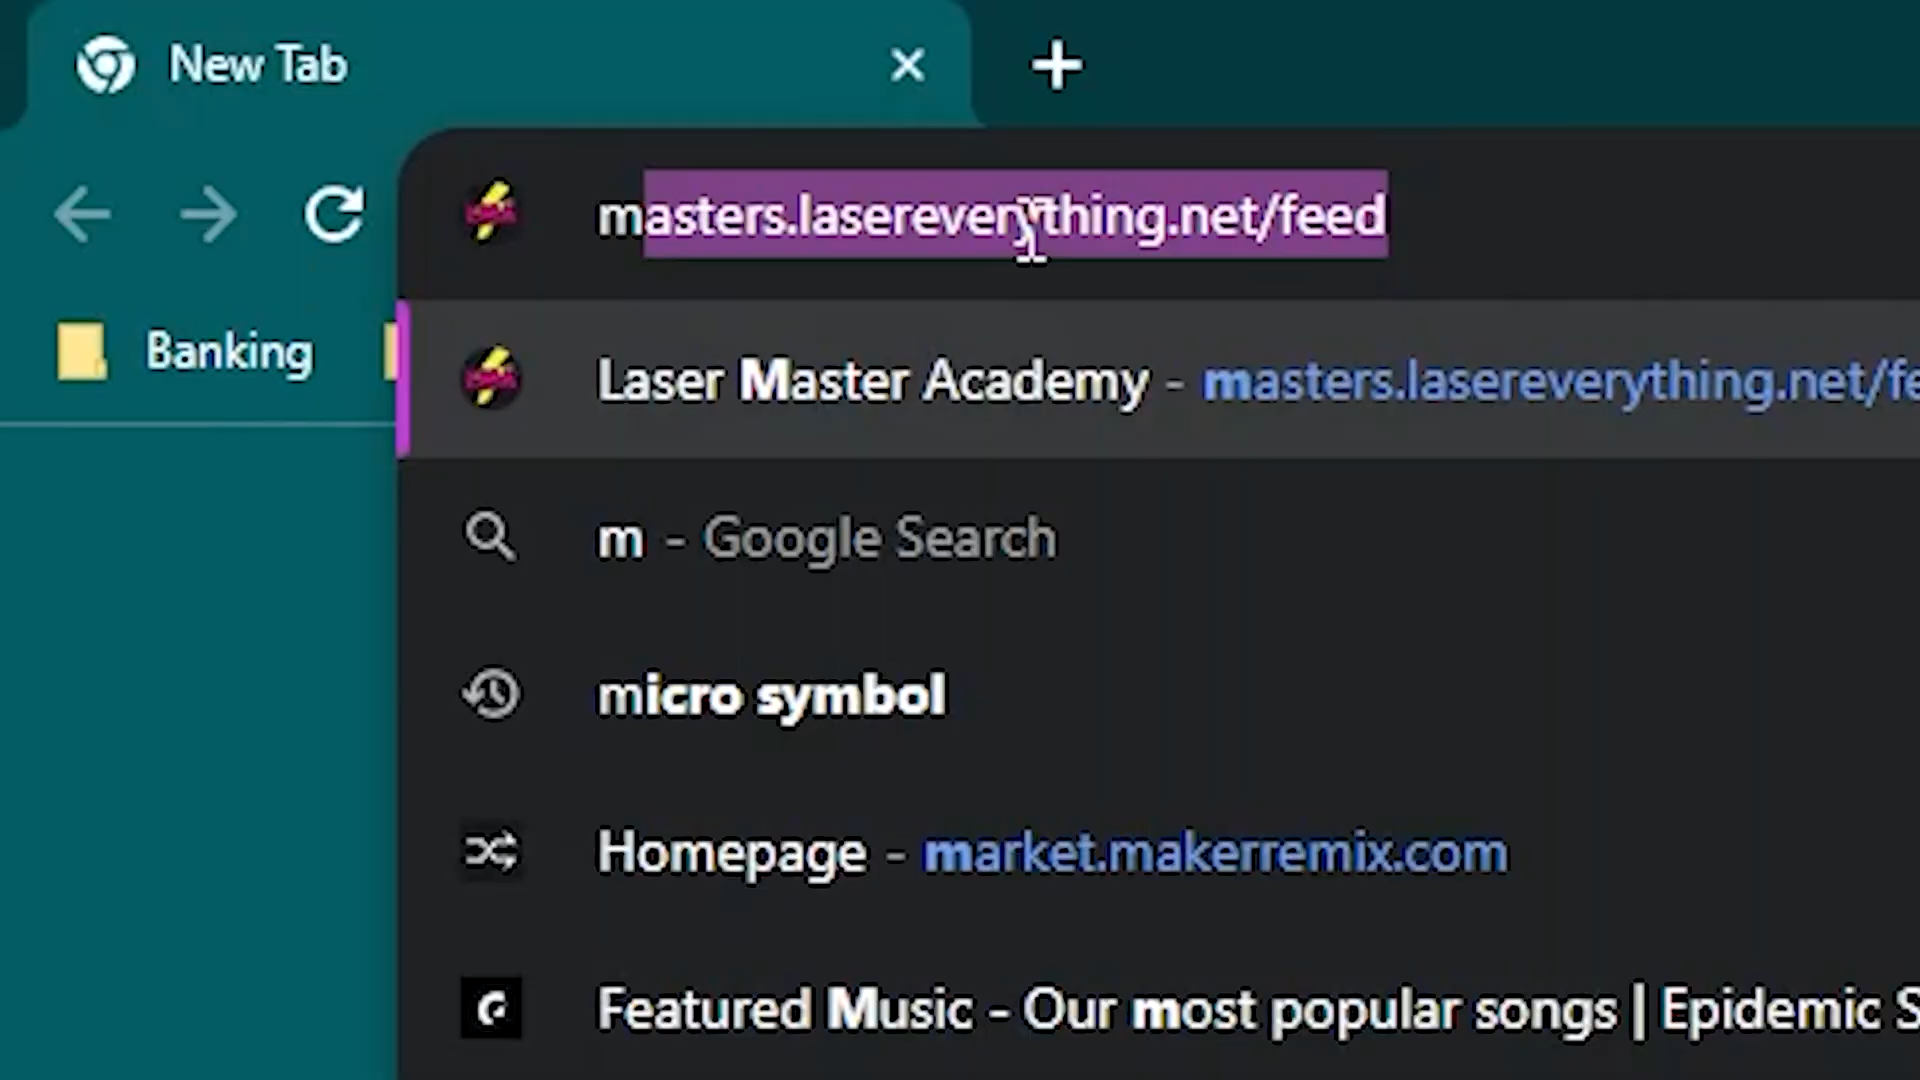 New Tab
masters.lasereverything.net/feed
Banking
Laser Master Academy - masters.lasereverything.net/fe
m - Google Search
micro symbol
Homepage - market.makerremix.com
Featured Music - Our most popular songs | Epidemic S